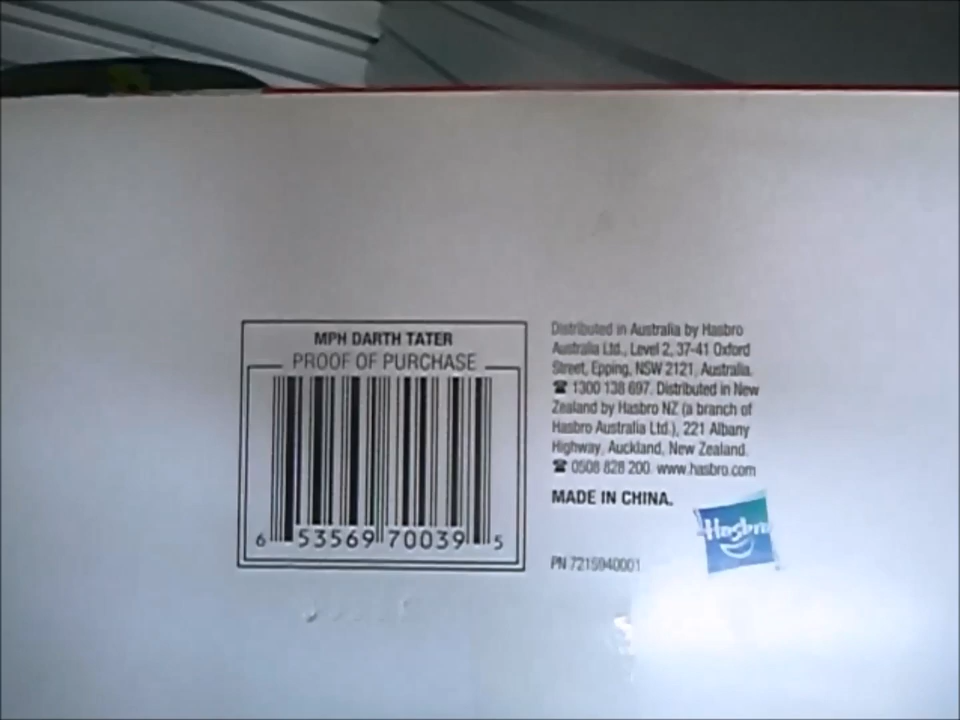 MPH DARTH TATER
PROOF OF PURCHASE
6 53569 70039 5
Distributed in Australia by Hasbro
Australia Ltd., Level 2, 37-41 Oxford
Street, Epping, NSW 2121, Australia.
☎ 1300 138 697. Distributed in New
Zealand by Hasbro NZ (a branch of
Hasbro Australia Ltd.), 221 Albany
Highway, Auckland, New Zealand.
☎ 0508 828 200. www.hasbro.com
MADE IN CHINA.
Hasbro
PN 7215940001